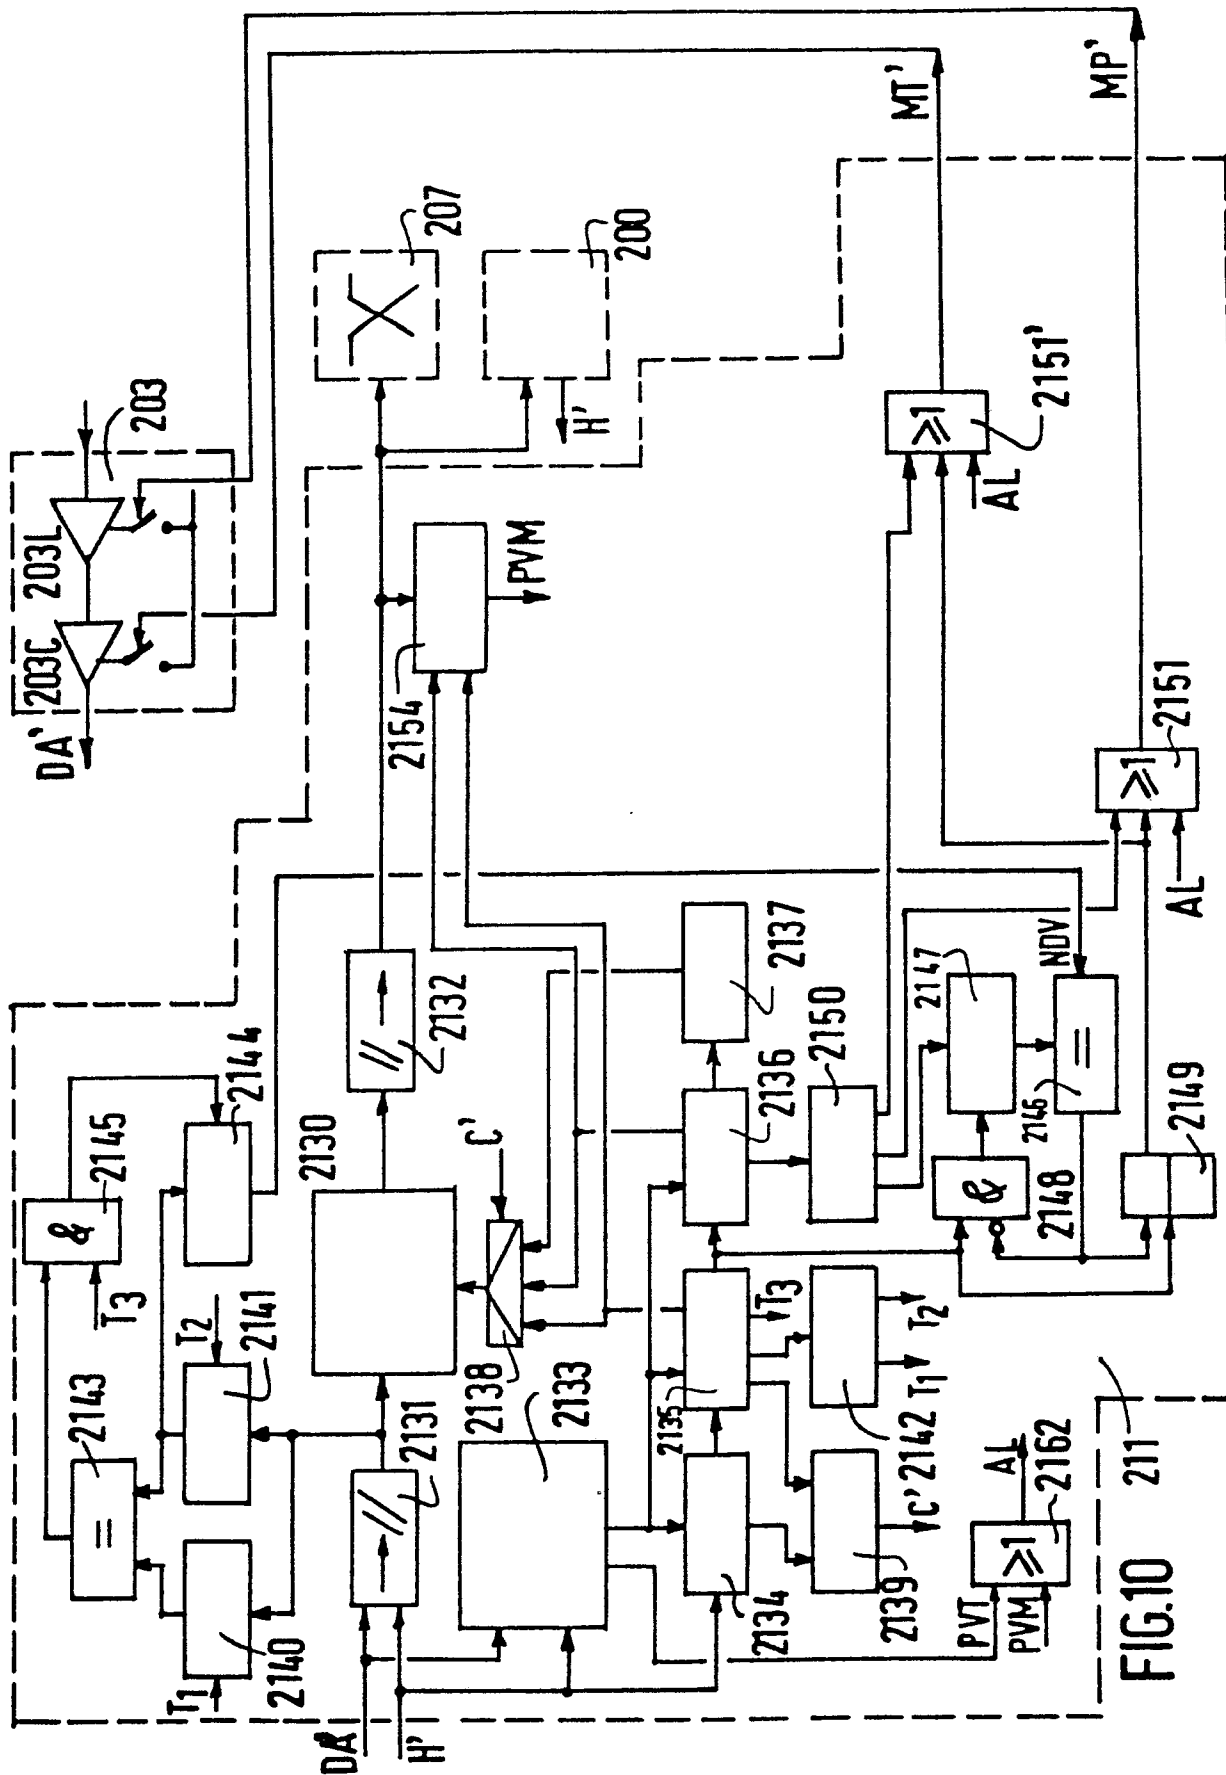 DA'
203C
203L
203
MT'
MP'
207
200
H'
2154
PVM
2151'
AL
2151
AL
T3
2145
2144
2130
2132
C'
2137
2136
2150
2147
NDV
2146
2149
2148
T1
2140
2143
2141
T2
2131
2138
2133
2135
T3
2134
2139
C'
2142
T1
T2
PVT
PVM
AL
2162
211
DA'
H'
&
=
//
//
&
=
≥1
≥1
≥1
FIG.10